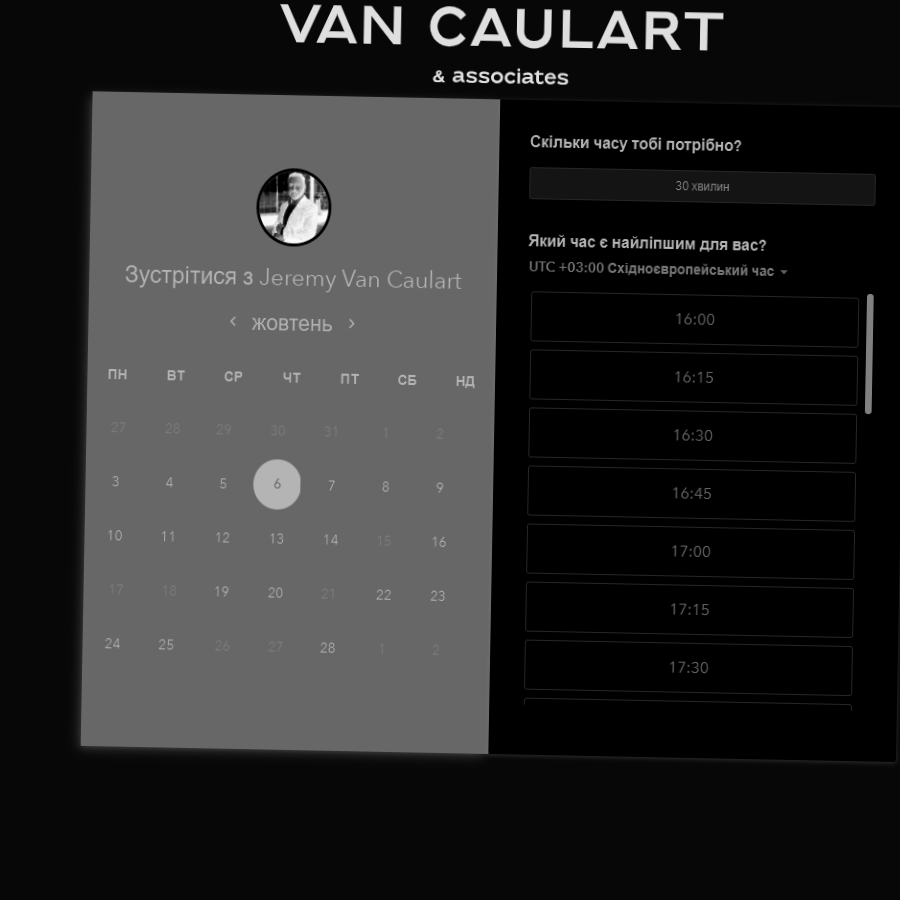 VAN CAULART
& associates
Зустрітися з Jeremy Van Caulart
жовтень
ПН ВТ СР ЧТ ПТ СБ НД
27 28 29 30 31 1 2
3 4 5 6 7 8 9
10 11 12 13 14 15 16
17 18 19 20 21 22 23
24 25 26 27 28 1 2
Скільки часу тобі потрібно?
30 хвилин
Який час є найліпшим для вас?
UTC +03:00 Східноєвропейський час
16:00
16:15
16:30
16:45
17:00
17:15
17:30